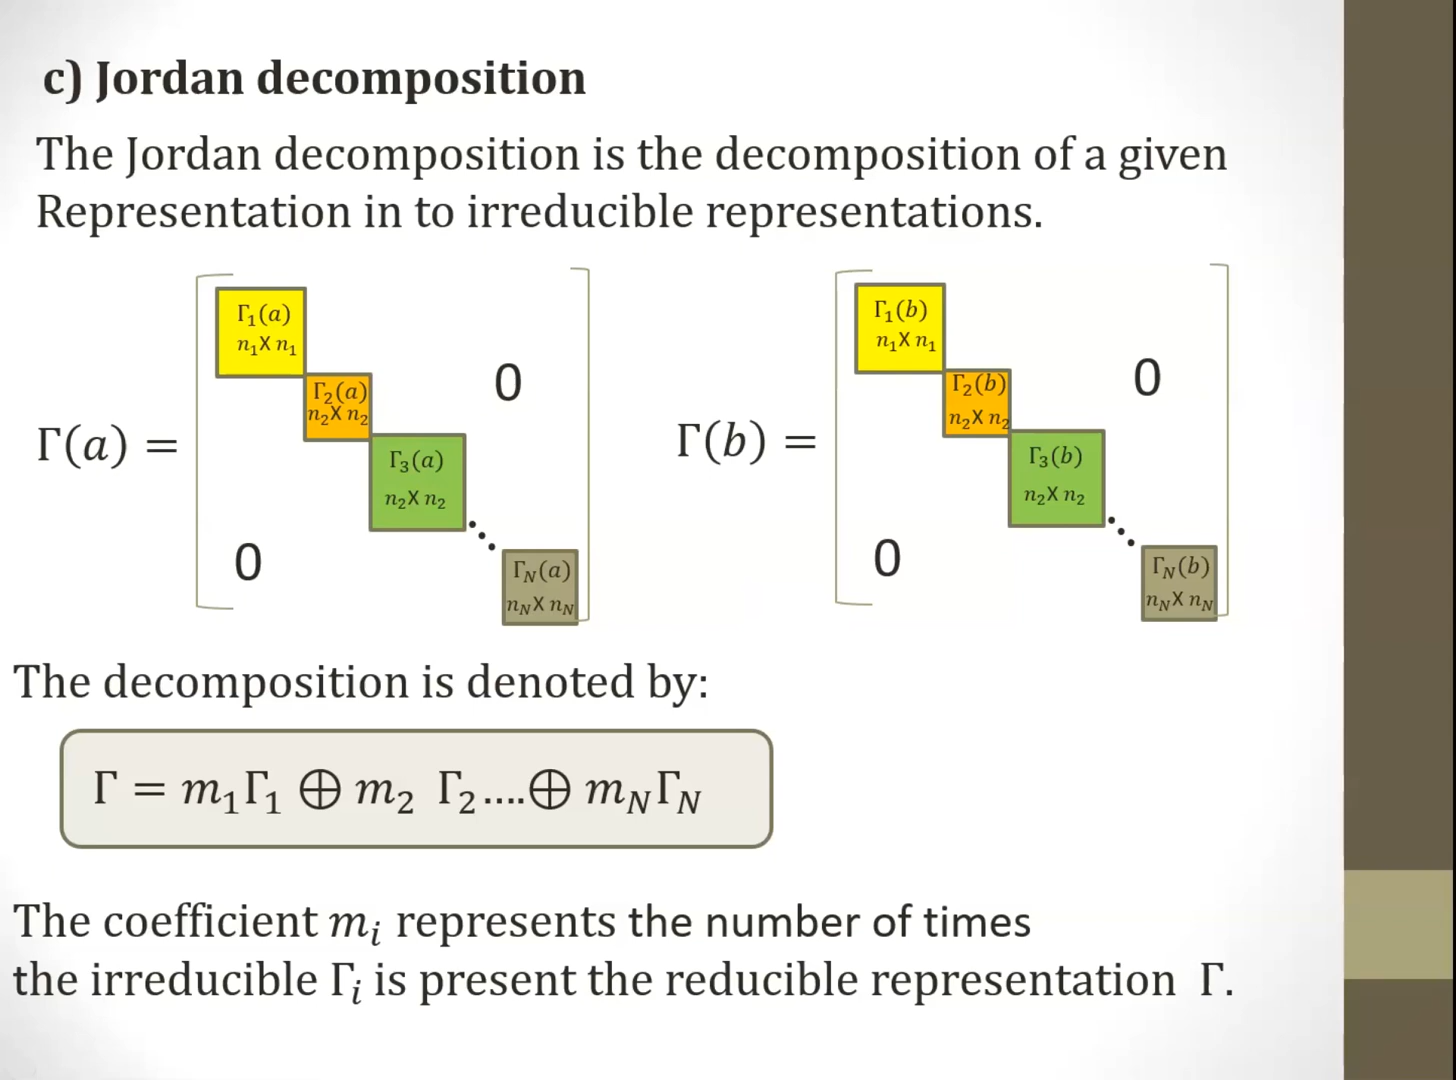 c) Jordan decomposition
The Jordan decomposition is the decomposition of a given
Representation in to irreducible representations.
Γ(a) =
Γ₁(a)
n₁X n₁
Γ₂(a)
n₂X n₂
Γ₃(a)
n₂X n₂
Γ_N(a)
n_NX n_N
0
0
Γ(b) =
Γ₁(b)
n₁X n₁
Γ₂(b)
n₂X n₂
Γ₃(b)
n₂X n₂
Γ_N(b)
n_NX n_N
0
0
The decomposition is denoted by:
Γ = m₁Γ₁ ⊕ m₂ Γ₂....⊕ m_NΓ_N
The coefficient mᵢ represents the number of times
the irreducible Γᵢ is present the reducible representation Γ.